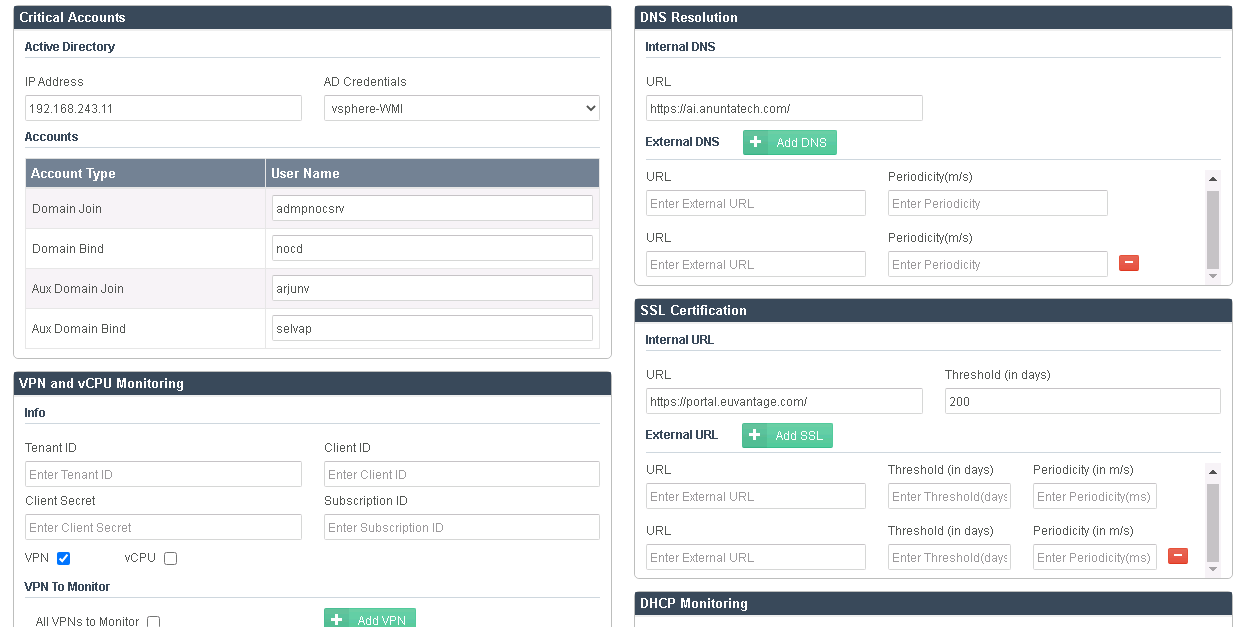 Critical Accounts
Active Directory
IP Address AD Credentials
192.168.243.11 vsphere-WMI
Accounts
Account Type User Name
Domain Join admpnocsrv
Domain Bind nocd
Aux Domain Join arjunv
Aux Domain Bind selvap
VPN and vCPU Monitoring
Info
Tenant ID Client ID
Enter Tenant ID Enter Client ID
Client Secret Subscription ID
Enter Client Secret Enter Subscription ID
VPN vCPU
VPN To Monitor
All VPNs to Monitor + Add VPN
DNS Resolution
Internal DNS
URL
https://ai.anuntatech.com/
External DNS + Add DNS
URL Periodicity(m/s)
Enter External URL Enter Periodicity
URL Periodicity(m/s)
Enter External URL Enter Periodicity
SSL Certification
Internal URL
URL Threshold (in days)
https://portal.euvantage.com/ 200
External URL + Add SSL
URL Threshold (in days) Periodicity (in m/s)
Enter External URL Enter Threshold(days Enter Periodicity(ms)
URL Threshold (in days) Periodicity (in m/s)
Enter External URL Enter Threshold(days Enter Periodicity(ms)
DHCP Monitoring